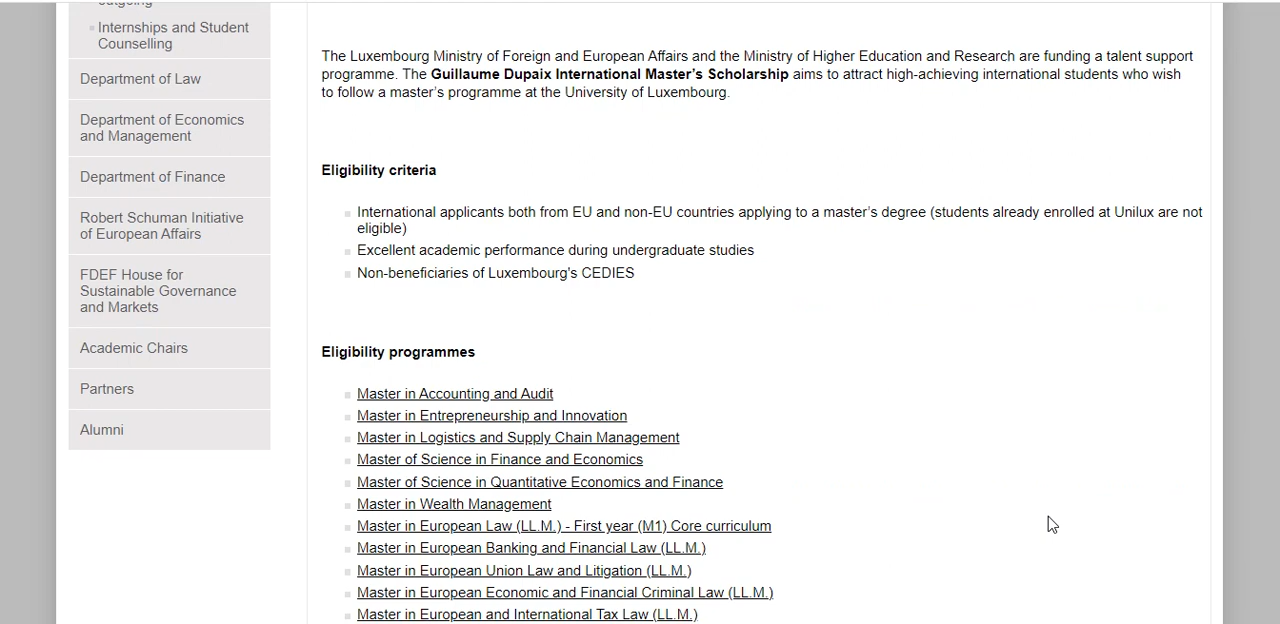 outgoing
Internships and Student
Counselling
Department of Law
Department of Economics
and Management
Department of Finance
Robert Schuman Initiative
of European Affairs
FDEF House for
Sustainable Governance
and Markets
Academic Chairs
Partners
Alumni
The Luxembourg Ministry of Foreign and European Affairs and the Ministry of Higher Education and Research are funding a talent support
programme. The Guillaume Dupaix International Master's Scholarship aims to attract high-achieving international students who wish
to follow a master's programme at the University of Luxembourg.
Eligibility criteria
International applicants both from EU and non-EU countries applying to a master's degree (students already enrolled at Unilux are not
eligible)
Excellent academic performance during undergraduate studies
Non-beneficiaries of Luxembourg's CEDIES
Eligibility programmes
Master in Accounting and Audit
Master in Entrepreneurship and Innovation
Master in Logistics and Supply Chain Management
Master of Science in Finance and Economics
Master of Science in Quantitative Economics and Finance
Master in Wealth Management
Master in European Law (LL.M.) - First year (M1) Core curriculum
Master in European Banking and Financial Law (LL.M.)
Master in European Union Law and Litigation (LL.M.)
Master in European Economic and Financial Criminal Law (LL.M.)
Master in European and International Tax Law (LL.M.)